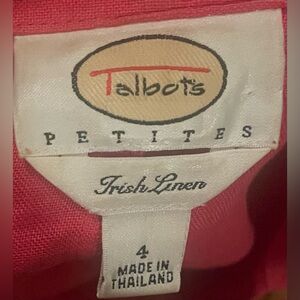 Talbots
PETITES
Irish Linen
4
MADE IN
THAILAND